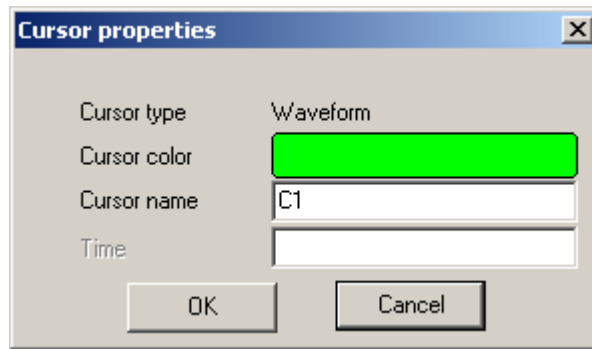 Cursor properties
Cursor type Waveform
Cursor color
Cursor name C1
Time
OK Cancel